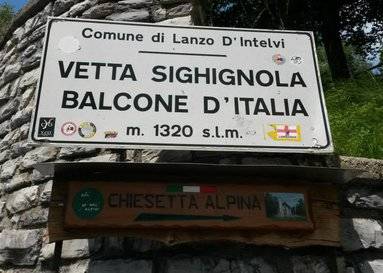 Comune di Lanzo D'Intelvi
VETTA SIGHIGNOLA
BALCONE D'ITALIA
m. 1320 s.l.m.
CHIESETTA ALPINA